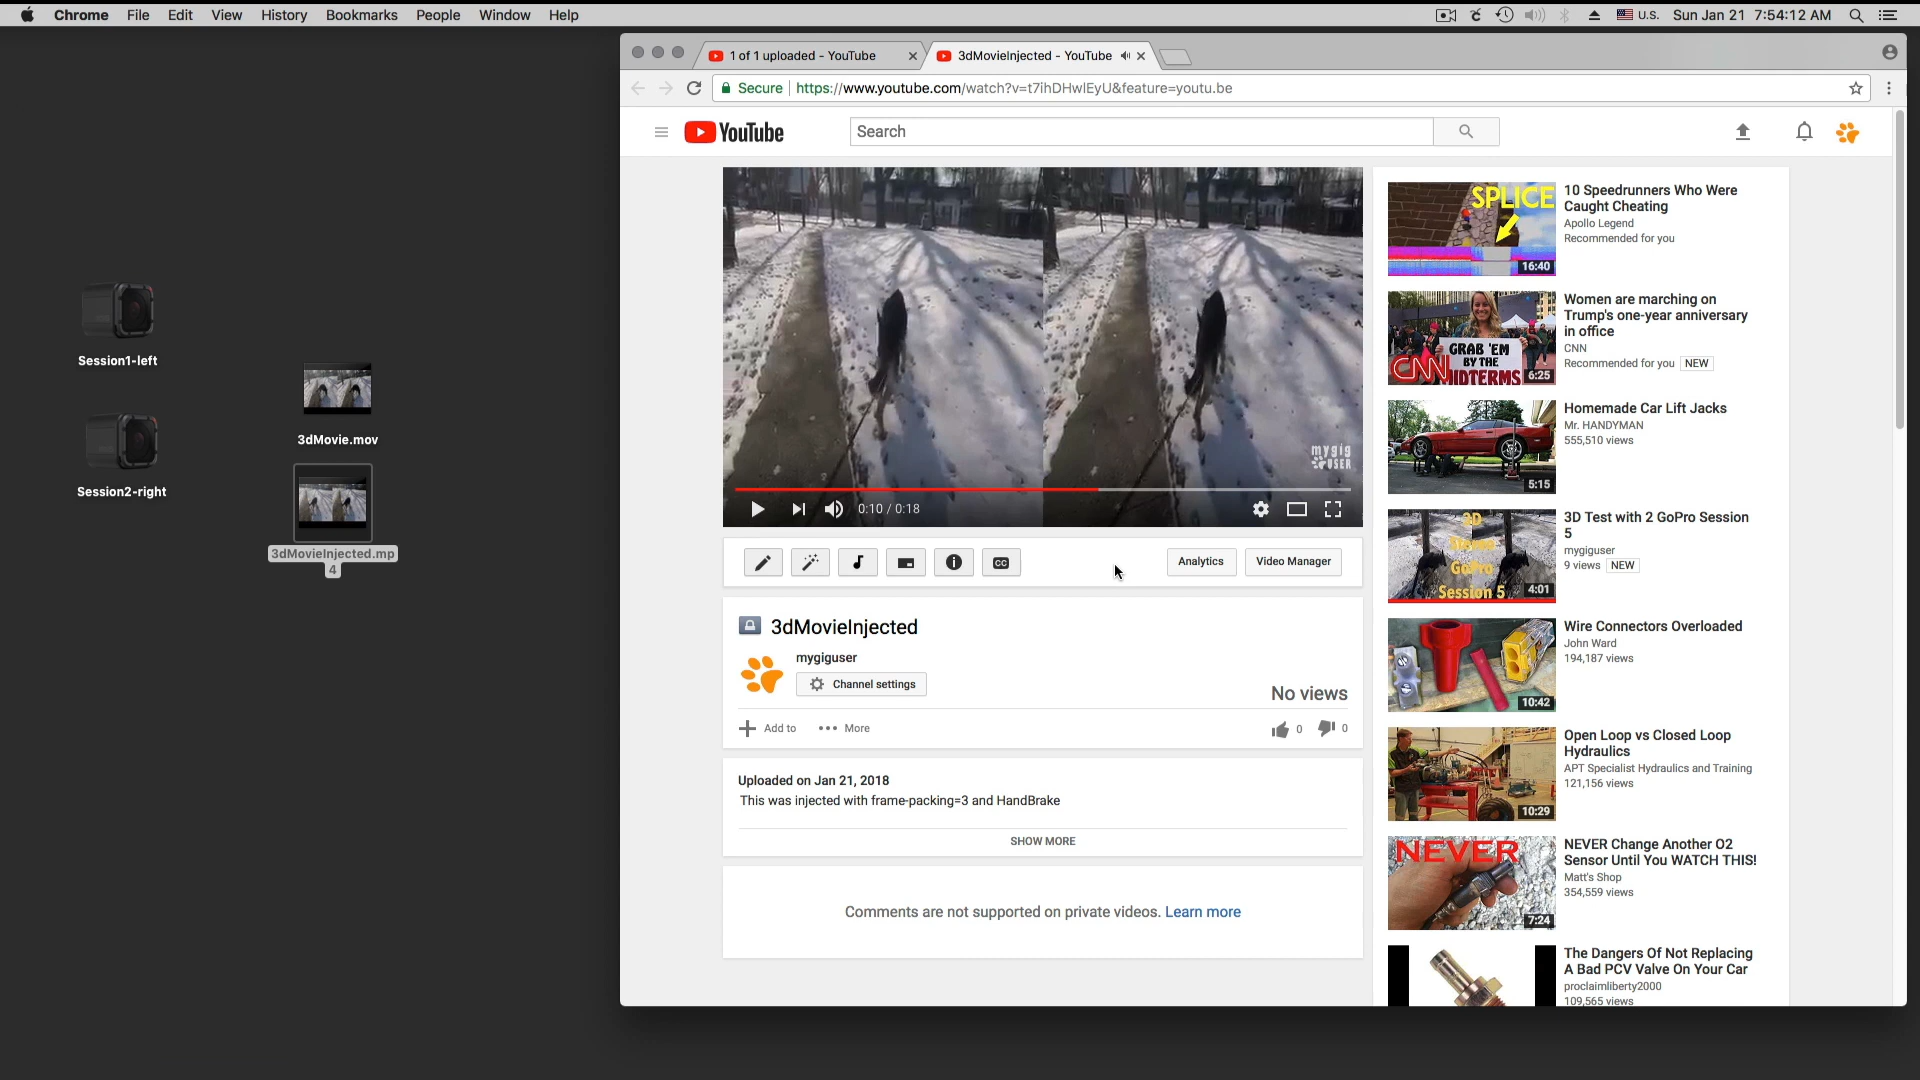 Chrome File Edit View History Bookmarks People Window Help
U.S. Sun Jan 21 7:54:12 AM
1 of 1 uploaded - YouTube
3dMovieInjected - YouTube
Secure https://www.youtube.com/watch?v=t7ihDHwlEyU&feature=youtu.be
YouTube
Search
Session1-left
Session2-right
3dMovie.mov
3dMovieInjected.mp
4
mygig
USER
0:10 / 0:18
CC
Analytics
Video Manager
3dMovieInjected
mygiguser
Channel settings
No views
Add to
More
0
0
Uploaded on Jan 21, 2018
This was injected with frame-packing=3 and HandBrake
SHOW MORE
Comments are not supported on private videos. Learn more
SPLICE
16:40
10 Speedrunners Who Were
Caught Cheating
Apollo Legend
Recommended for you
GRAB 'EM
BY THE
MIDTERMS
CNN
6:25
Women are marching on
Trump's one-year anniversary
in office
CNN
Recommended for you NEW
5:15
Homemade Car Lift Jacks
Mr. HANDYMAN
555,510 views
3D
Stereo
GoPro
Session 5
4:01
3D Test with 2 GoPro Session
5
mygiguser
9 views NEW
10:42
Wire Connectors Overloaded
John Ward
194,187 views
10:29
Open Loop vs Closed Loop
Hydraulics
APT Specialist Hydraulics and Training
121,156 views
NEVER
7:24
NEVER Change Another O2
Sensor Until You WATCH THIS!
Matt's Shop
354,559 views
The Dangers Of Not Replacing
A Bad PCV Valve On Your Car
proclaimliberty2000
109,565 views